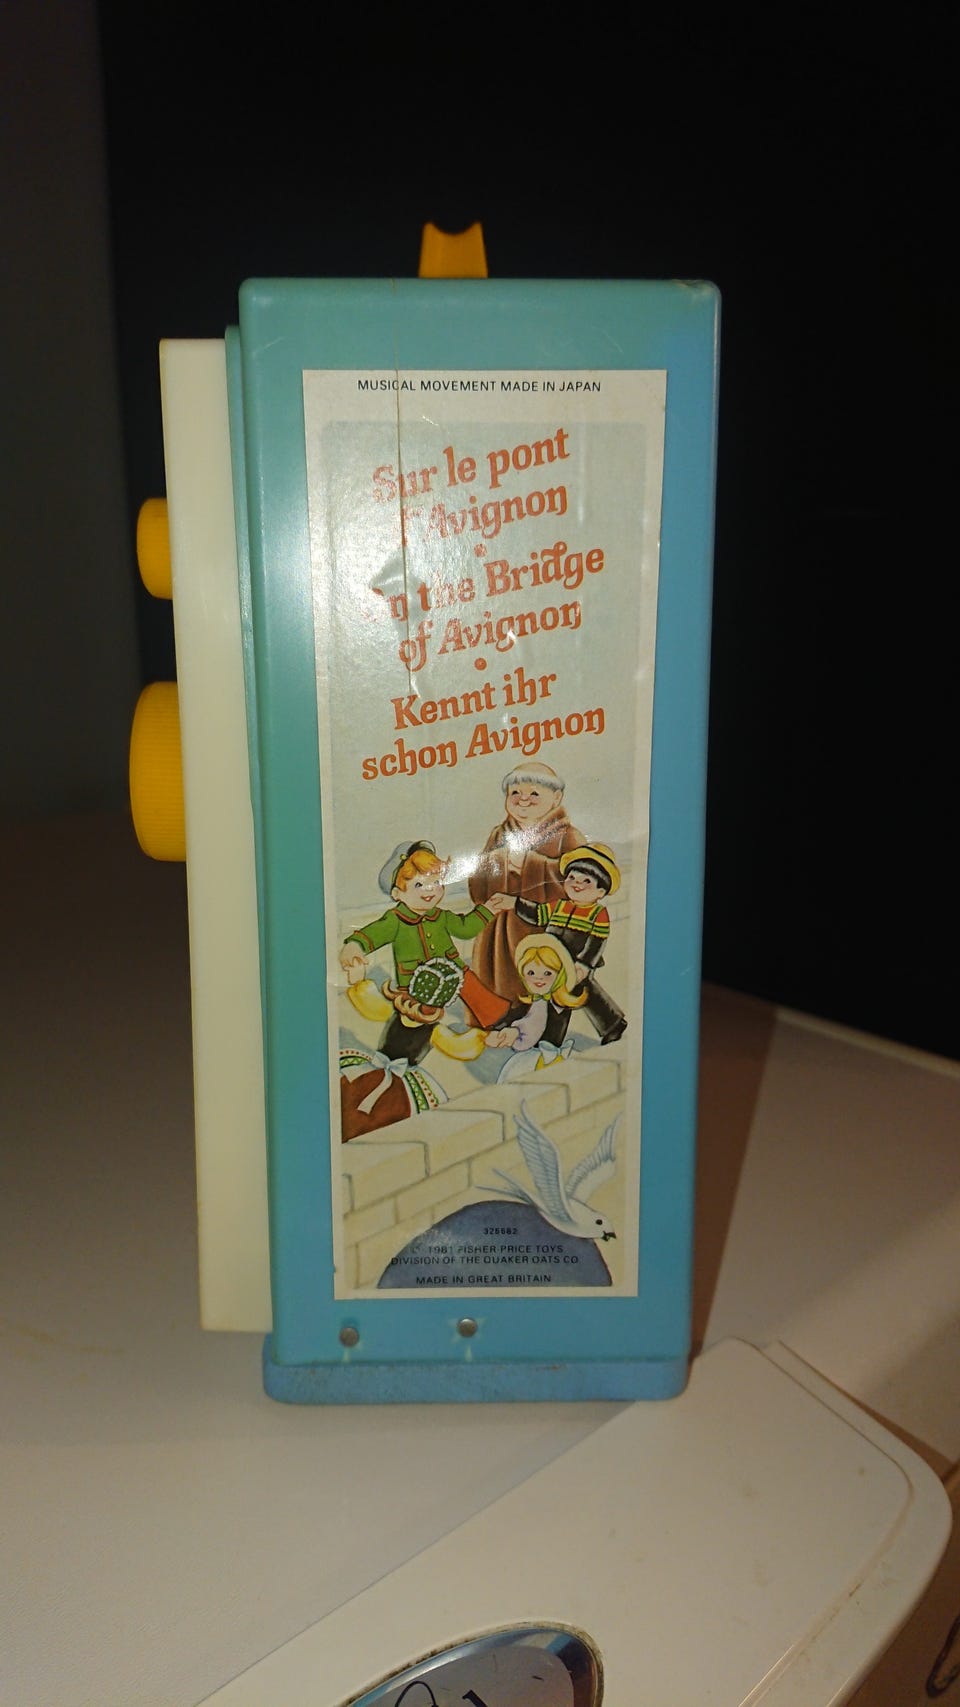 MUSICAL MOVEMENT MADE IN JAPAN
Sur le pont
d'Avignon
•
On the Bridge
of Avignon
•
Kennt ihr
schon Avignon
325662
© 1981 FISHER-PRICE TOYS
DIVISION OF THE QUAKER OATS CO
MADE IN GREAT BRITAIN